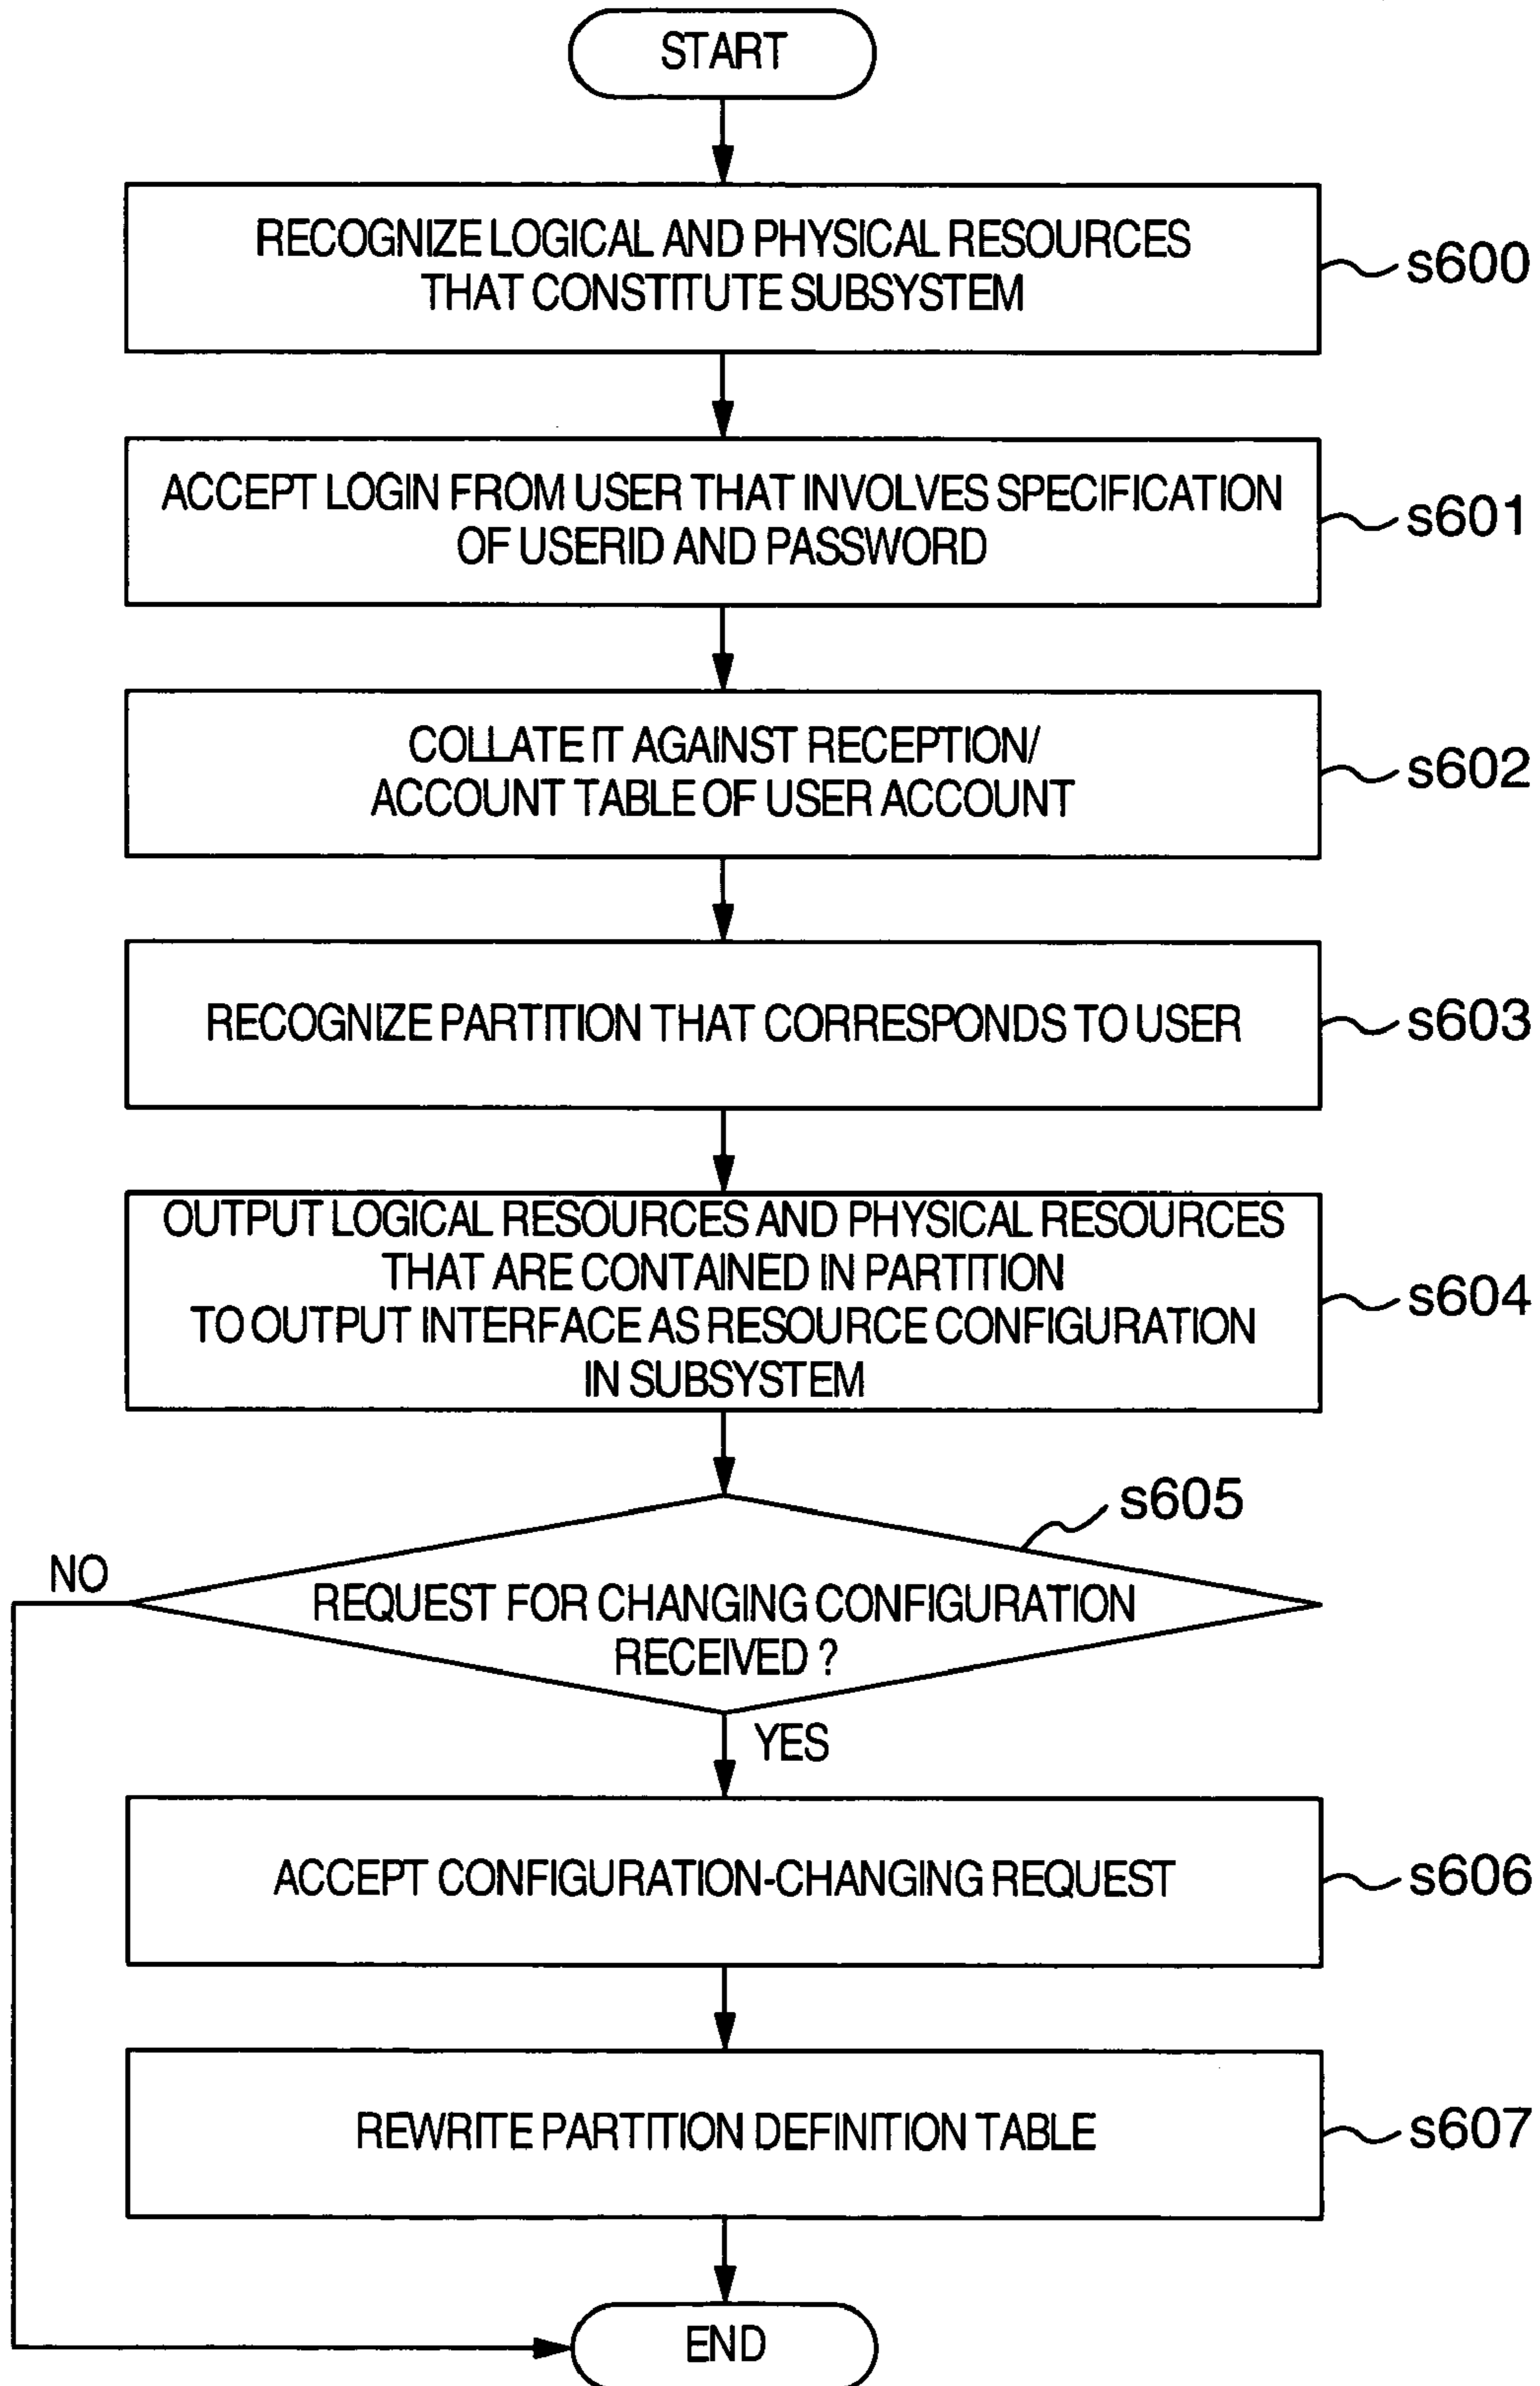 START
RECOGNIZE LOGICAL AND PHYSICAL RESOURCES
THAT CONSTITUTE SUBSYSTEM
s600
ACCEPT LOGIN FROM USER THAT INVOLVES SPECIFICATION
OF USERID AND PASSWORD
s601
COLLATE IT AGAINST RECEPTION/
ACCOUNT TABLE OF USER ACCOUNT
s602
RECOGNIZE PARTITION THAT CORRESPONDS TO USER
s603
OUTPUT LOGICAL RESOURCES AND PHYSICAL RESOURCES
THAT ARE CONTAINED IN PARTITION
TO OUTPUT INTERFACE AS RESOURCE CONFIGURATION
IN SUBSYSTEM
s604
s605
NO
REQUEST FOR CHANGING CONFIGURATION
RECEIVED ?
YES
ACCEPT CONFIGURATION-CHANGING REQUEST
s606
REWRITE PARTITION DEFINITION TABLE
s607
END